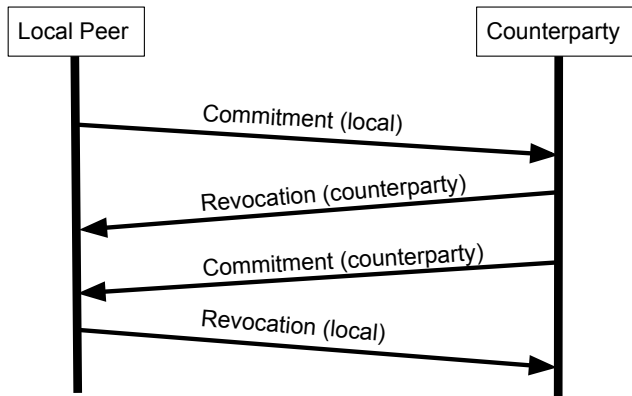 Local Peer
Counterparty
Commitment (local)
Revocation (counterparty)
Commitment (counterparty)
Revocation (local)